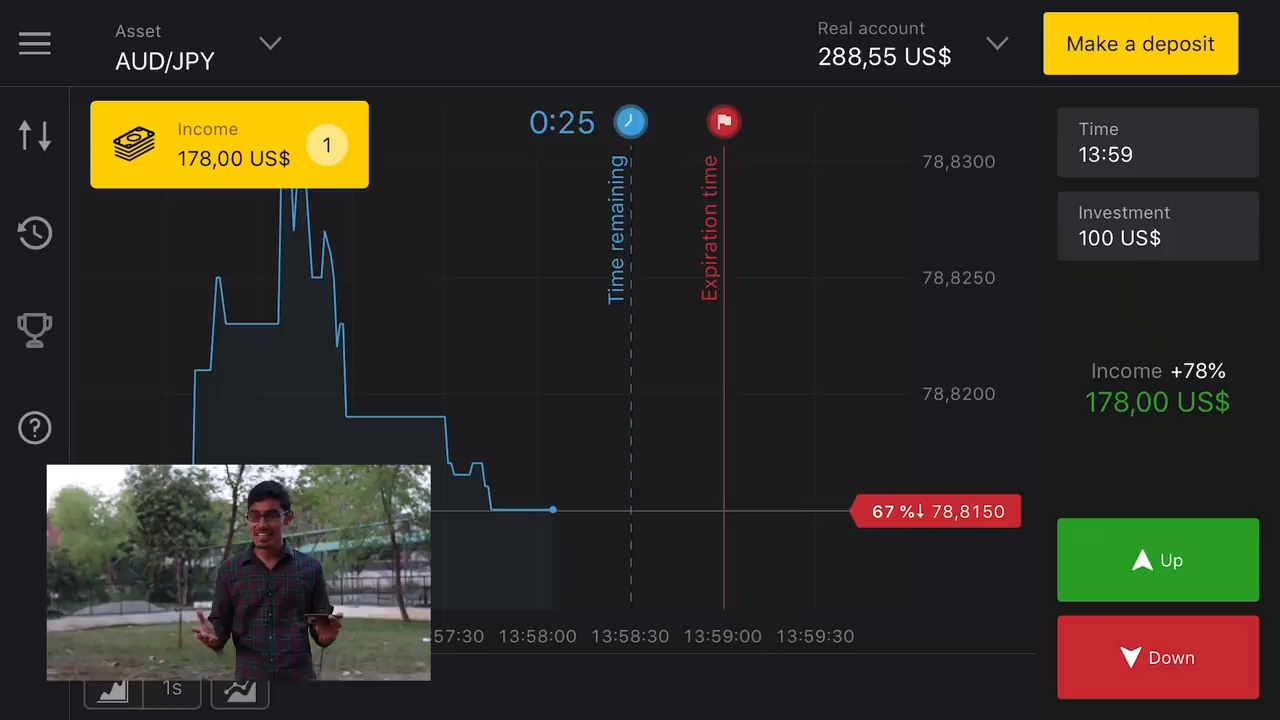 Asset
AUD/JPY
Real account
288,55 US$
Make a deposit
Income
178,00 US$
1
0:25
Time remaining
Expiration time
78,8300
78,8250
78,8200
67 %↓ 78,8150
Time
13:59
Investment
100 US$
Income +78%
178,00 US$
Up
Down
57:30 13:58:00 13:58:30 13:59:00 13:59:30
1s
?